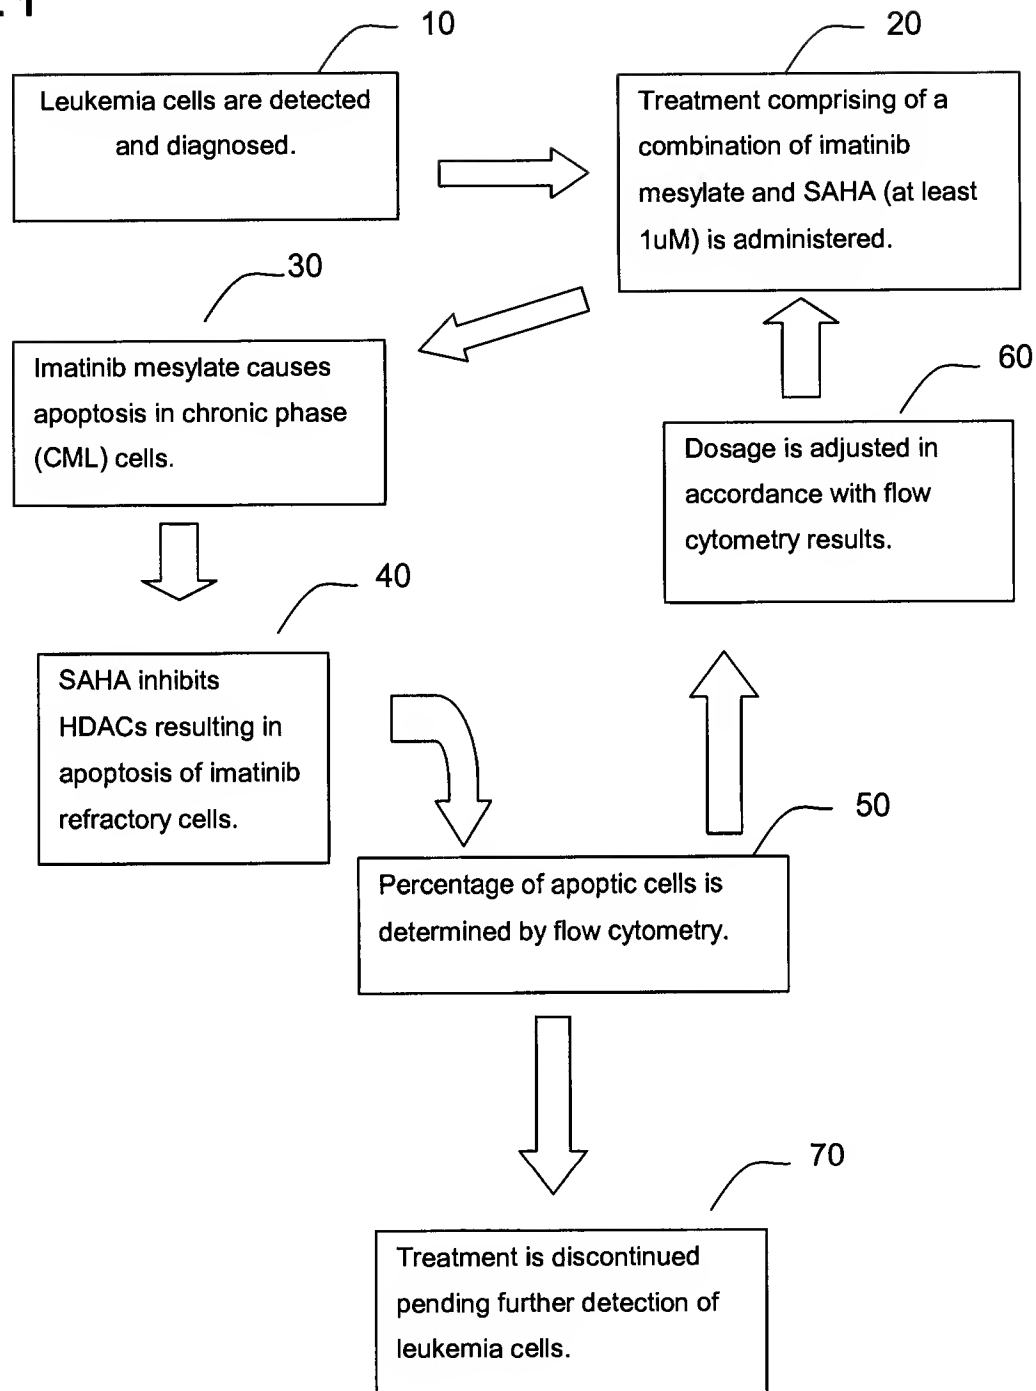 10
Leukemia cells are detected
and diagnosed.
20
Treatment comprising of a
combination of imatinib
mesylate and SAHA (at least
1uM) is administered.
30
Imatinib mesylate causes
apoptosis in chronic phase
(CML) cells.
60
Dosage is adjusted in
accordance with flow
cytometry results.
40
SAHA inhibits
HDACs resulting in
apoptosis of imatinib
refractory cells.
50
Percentage of apoptic cells is
determined by flow cytometry.
70
Treatment is discontinued
pending further detection of
leukemia cells.